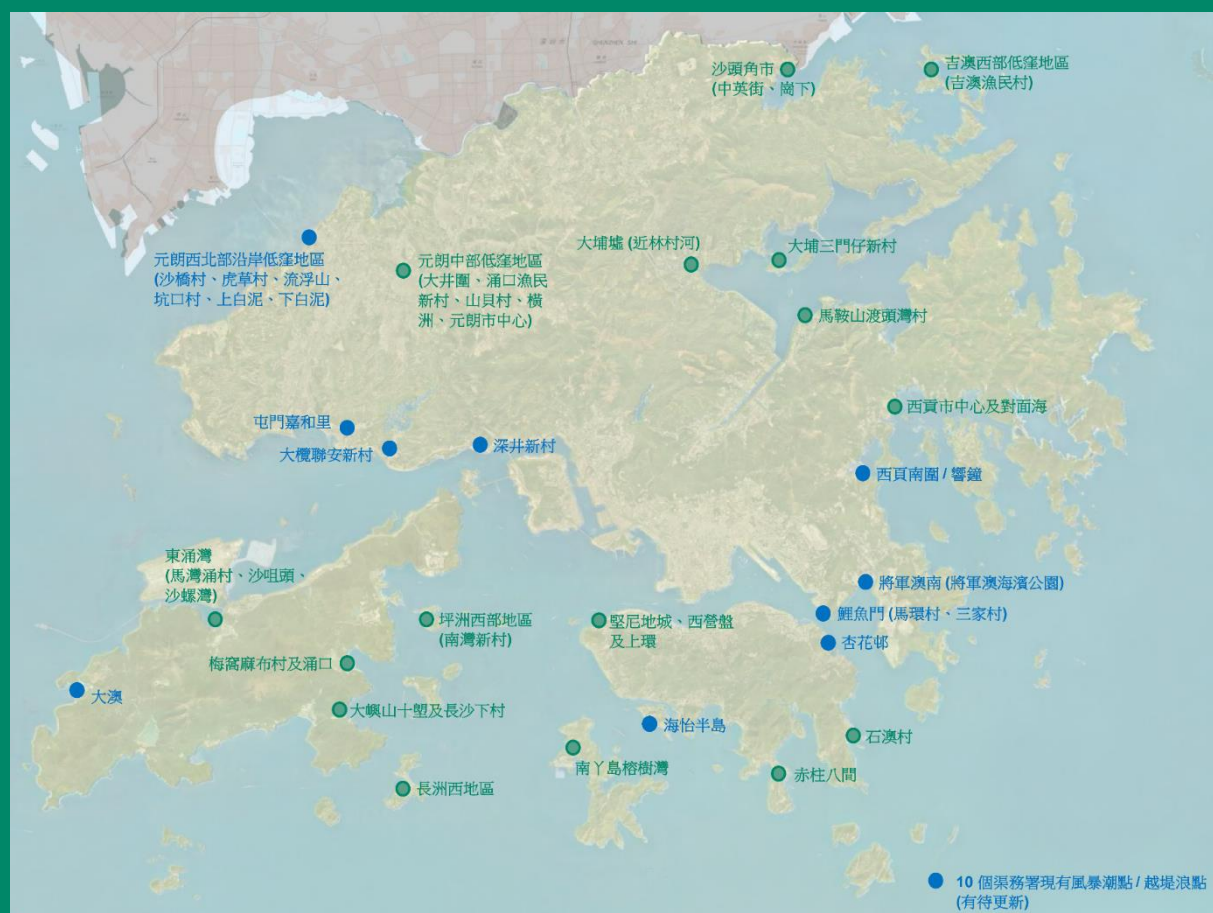 沙頭角市
(中英街、崗下)
吉澳西部低窪地區
(吉澳漁民村)
大埔墟 (近林村河)
大埔三門仔新村
元朗西北部沿岸低窪地區
(沙橋村、虎草村、流浮山、
坑口村、上白泥、下白泥)
元朗中部低窪地區
(大井圍、涌口漁民
新村、山貝村、橫
洲、元朗市中心)
馬鞍山渡頭灣村
西貢市中心及對面海
屯門嘉和里
大欖聯安新村
深井新村
西貢南圍 / 響鐘
東涌灣
(馬灣涌村、沙咀頭、
沙螺灣)
將軍澳南 (將軍澳海濱公園)
坪洲西部地區
(南灣新村)
堅尼地城、西營盤
及上環
鯉魚門 (馬環村、三家村)
杏花邨
梅窩麻布村及涌口
大澳
大嶼山十塱及長沙下村
海怡半島
石澳村
南丫島榕樹灣
赤柱八間
長洲西地區
10 個渠務署現有風暴潮點 / 越堤浪點
(有待更新)